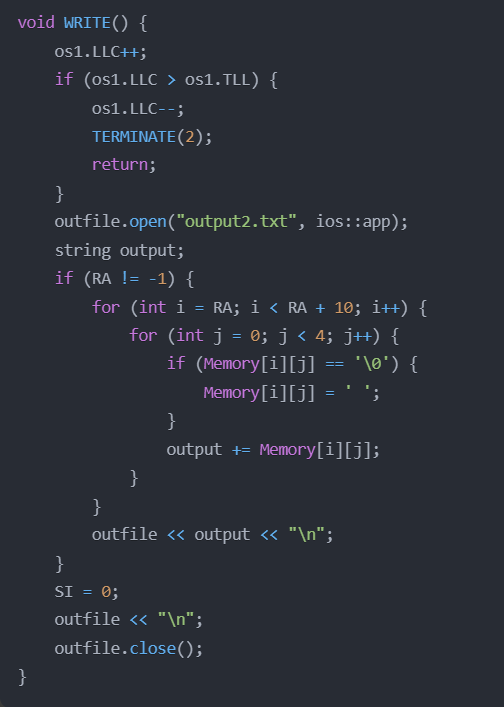 void WRITE() {
    os1.LLC++;
    if (os1.LLC > os1.TLL) {
        os1.LLC--;
        TERMINATE(2);
        return;
    }
    outfile.open("output2.txt", ios::app);
    string output;
    if (RA != -1) {
        for (int i = RA; i < RA + 10; i++) {
            for (int j = 0; j < 4; j++) {
                if (Memory[i][j] == '\0') {
                    Memory[i][j] = ' ';
                }
                output += Memory[i][j];
            }
        }
        outfile << output << "\n";
    }
    SI = 0;
    outfile << "\n";
    outfile.close();
}